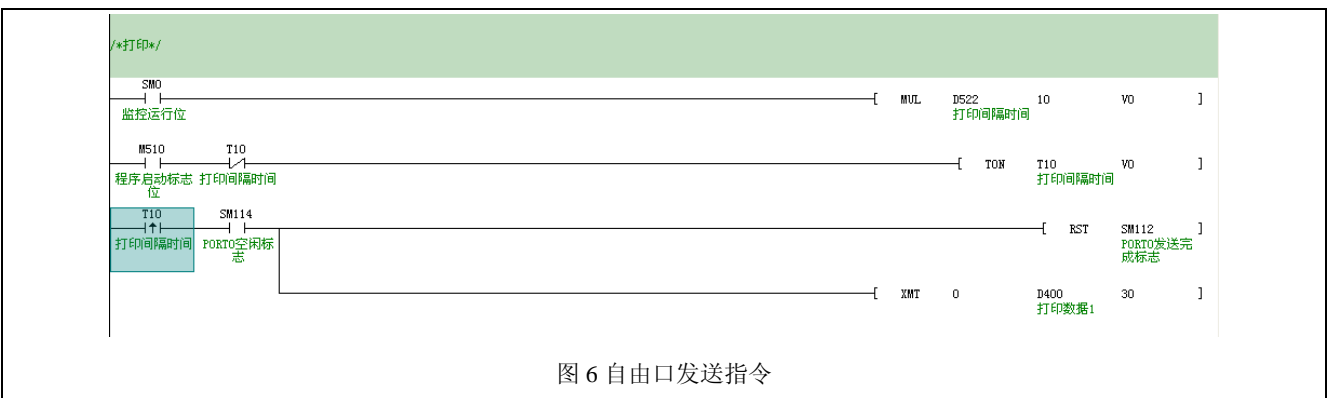 /*打印*/
SM0
监控运行位
[ MUL D522 10 V0 ]
打印间隔时间
M510 T10
程序启动标志位 打印间隔时间
[ TON T10 V0 ]
打印间隔时间
T10 SM114
打印间隔时间 PORT0空闲标志
[ RST SM112 ]
PORT0发送完成标志
[ XMT 0 D400 30 ]
打印数据1
图 6 自由口发送指令